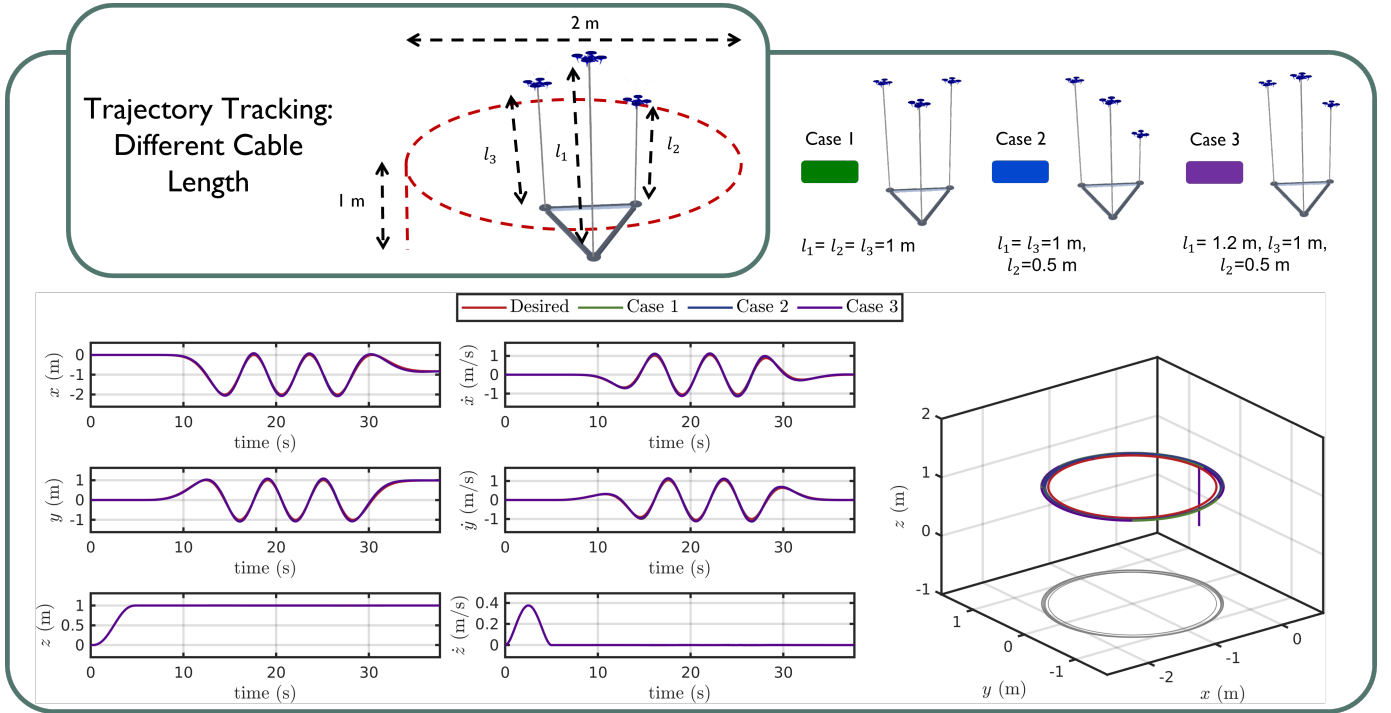 Trajectory Tracking:
Different Cable
Length
2 m
1 m
l₃
l₁
l₂
Case 1
Case 2
Case 3
l₁= l₂= l₃=1 m
l₁= l₃=1 m,
l₂=0.5 m
l₁= 1.2 m, l₃=1 m,
l₂=0.5 m
Desired Case 1 Case 2 Case 3
x (m)
0
-1
-2
0 10 20 30
time (s)
ẋ (m/s)
1
0
-1
0 10 20 30
time (s)
y (m)
1
0
-1
0 10 20 30
time (s)
ẏ (m/s)
1
0
-1
0 10 20 30
time (s)
z (m)
1
0.5
0
0 10 20 30
time (s)
ż (m/s)
0.4
0.2
0
0 10 20 30
time (s)
z (m)
2
1
0
-1
1
0
-1
y (m)
-2
-1
0
x (m)